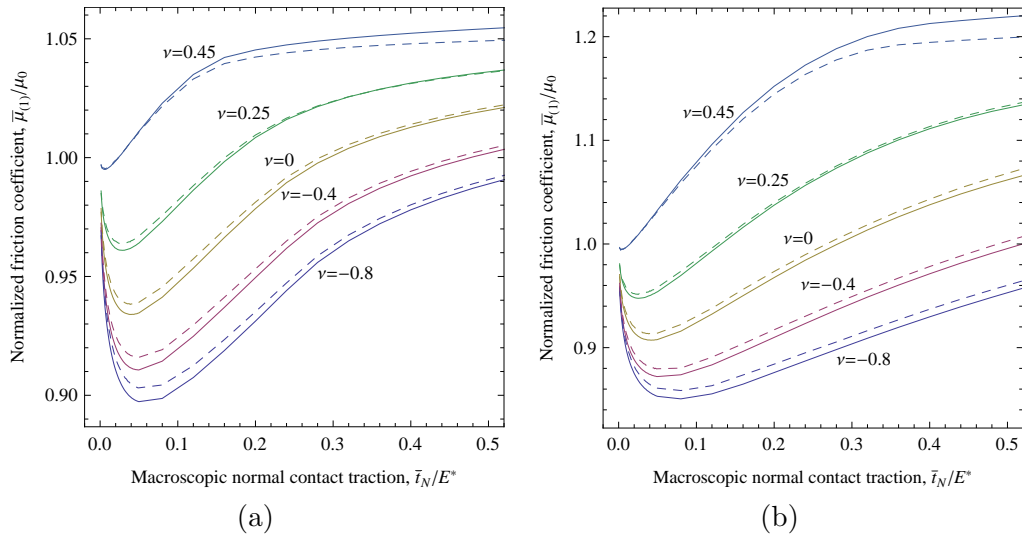 Normalized friction coefficient, μ̄(1)/μ0
1.05
1.00
0.95
0.90
ν=0.45
ν=0.25
ν=0
ν=−0.4
ν=−0.8
0.0 0.1 0.2 0.3 0.4 0.5
Macroscopic normal contact traction, t̄N/E*
(a)
Normalized friction coefficient, μ̄(1)/μ0
1.2
1.1
1.0
0.9
ν=0.45
ν=0.25
ν=0
ν=−0.4
ν=−0.8
0.0 0.1 0.2 0.3 0.4 0.5
Macroscopic normal contact traction, t̄N/E*
(b)